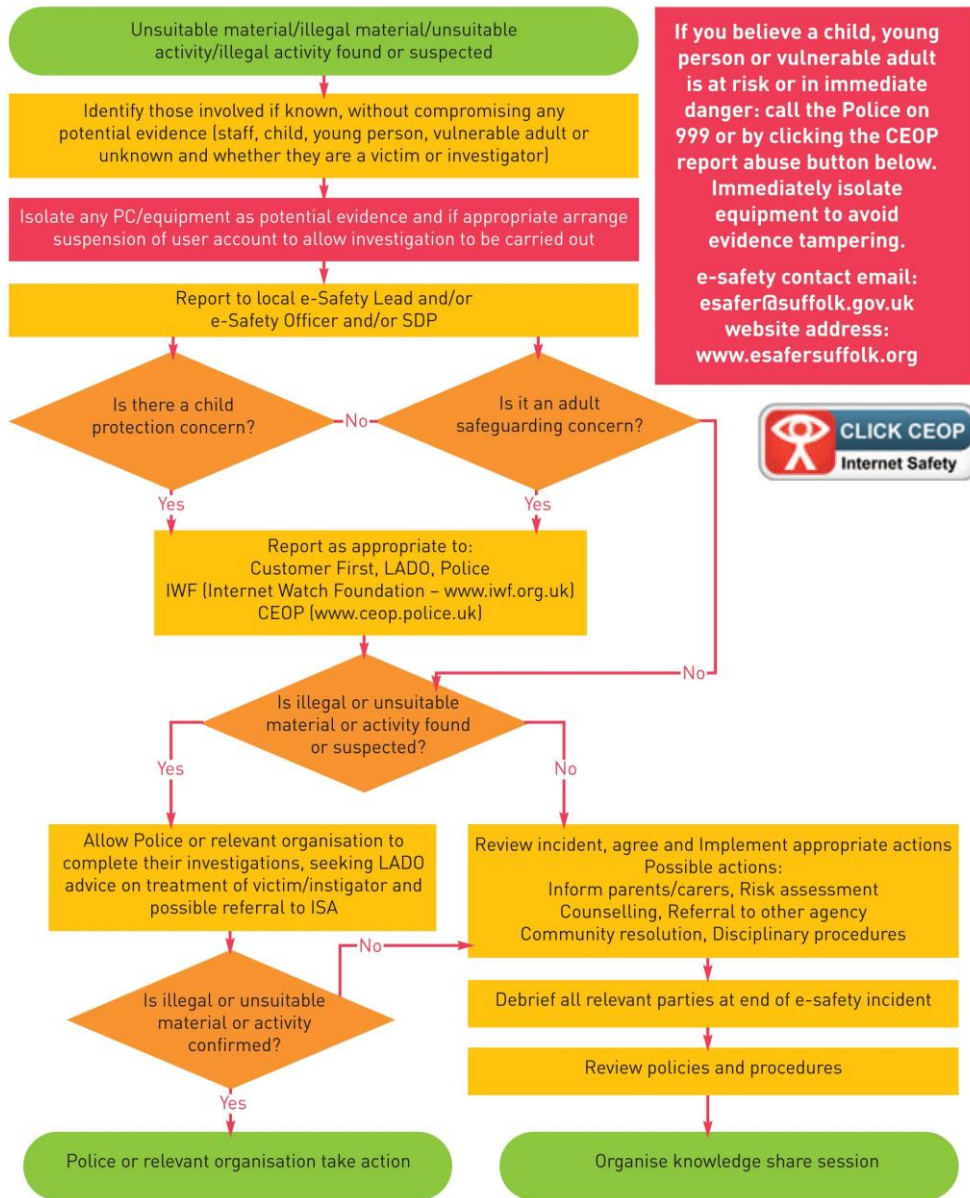 Unsuitable material/illegal material/unsuitable
activity/illegal activity found or suspected
Identify those involved if known, without compromising any
potential evidence (staff, child, young person, vulnerable adult or
unknown and whether they are a victim or investigator)
Isolate any PC/equipment as potential evidence and if appropriate arrange
suspension of user account to allow investigation to be carried out
Report to local e-Safety Lead and/or
e-Safety Officer and/or SDP
If you believe a child, young
person or vulnerable adult
is at risk or in immediate
danger: call the Police on
999 or by clicking the CEOP
report abuse button below.
Immediately isolate
equipment to avoid
evidence tampering.
e-safety contact email:
esafer@suffolk.gov.uk
website address:
www.esafersuffolk.org
CLICK CEOP
Internet Safety
Is there a child
protection concern?
No
Is it an adult
safeguarding concern?
Yes
Yes
Report as appropriate to:
Customer First, LADO, Police
IWF (Internet Watch Foundation – www.iwf.org.uk)
CEOP (www.ceop.police.uk)
No
Is illegal or unsuitable
material or activity found
or suspected?
Yes
No
Allow Police or relevant organisation to
complete their investigations, seeking LADO
advice on treatment of victim/instigator and
possible referral to ISA
Review incident, agree and Implement appropriate actions
Possible actions:
Inform parents/carers, Risk assessment
Counselling, Referral to other agency
Community resolution, Disciplinary procedures
No
Is illegal or unsuitable
material or activity
confirmed?
Debrief all relevant parties at end of e-safety incident
Review policies and procedures
Yes
Police or relevant organisation take action
Organise knowledge share session